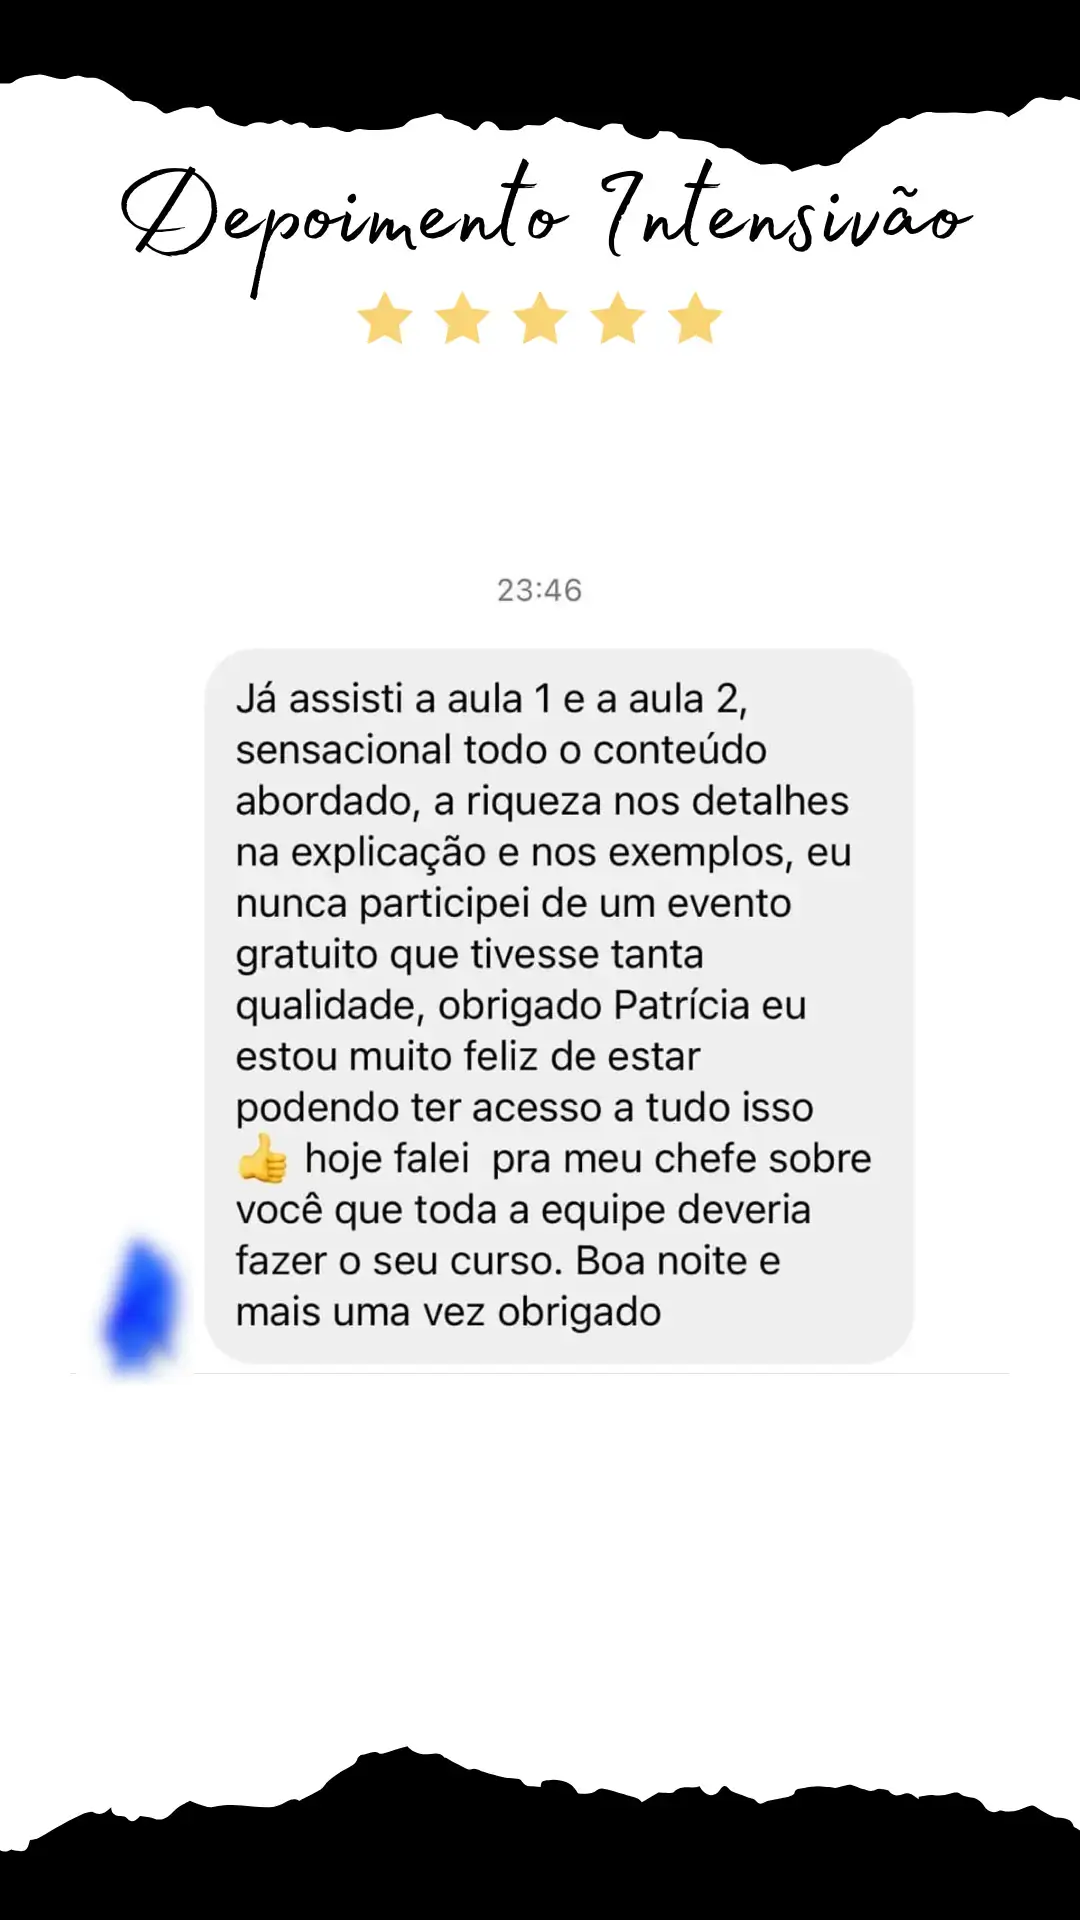 Depoimento Intensivão
23:46
Já assisti a aula 1 e a aula 2,
sensacional todo o conteúdo
abordado, a riqueza nos detalhes
na explicação e nos exemplos, eu
nunca participei de um evento
gratuito que tivesse tanta
qualidade, obrigado Patrícia eu
estou muito feliz de estar
podendo ter acesso a tudo isso
👍 hoje falei  pra meu chefe sobre
você que toda a equipe deveria
fazer o seu curso. Boa noite e
mais uma vez obrigado